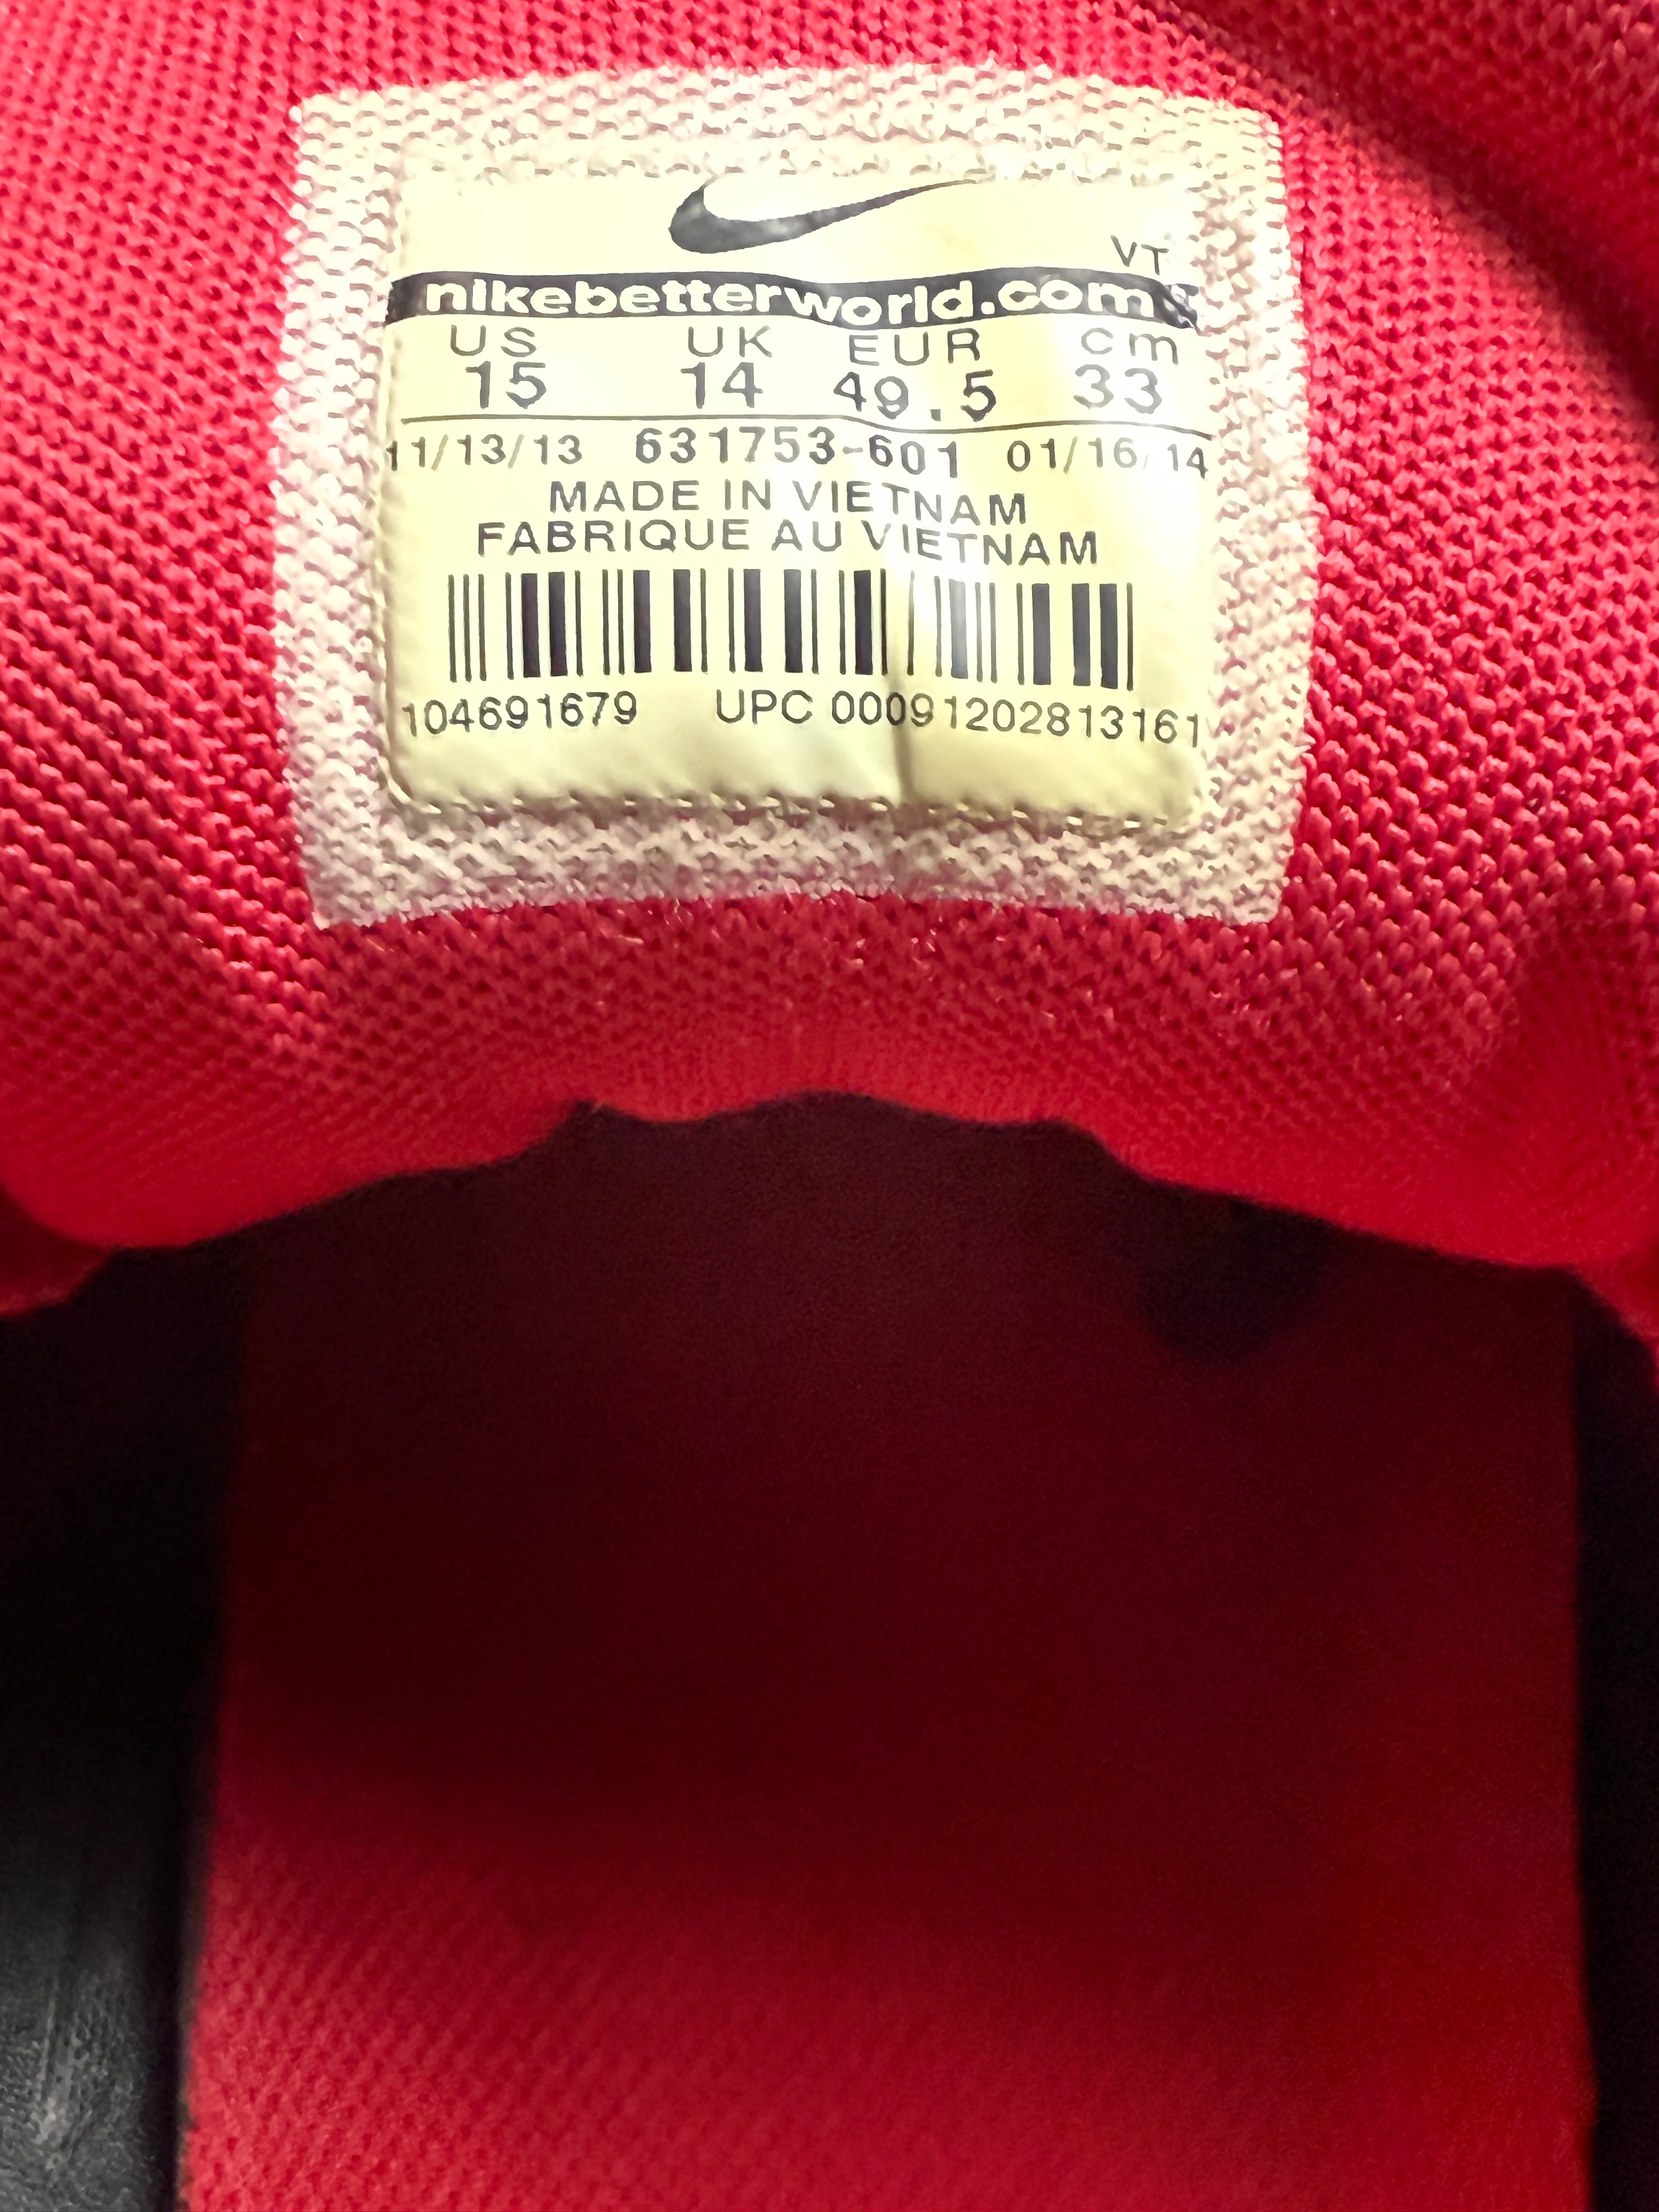 VT
nikebetterworld.com
US UK EUR cm
15 14 49.5 33
11/13/13 631753-601 01/16/14
MADE IN VIETNAM
FABRIQUE AU VIETNAM
104691679 UPC 00091202813161